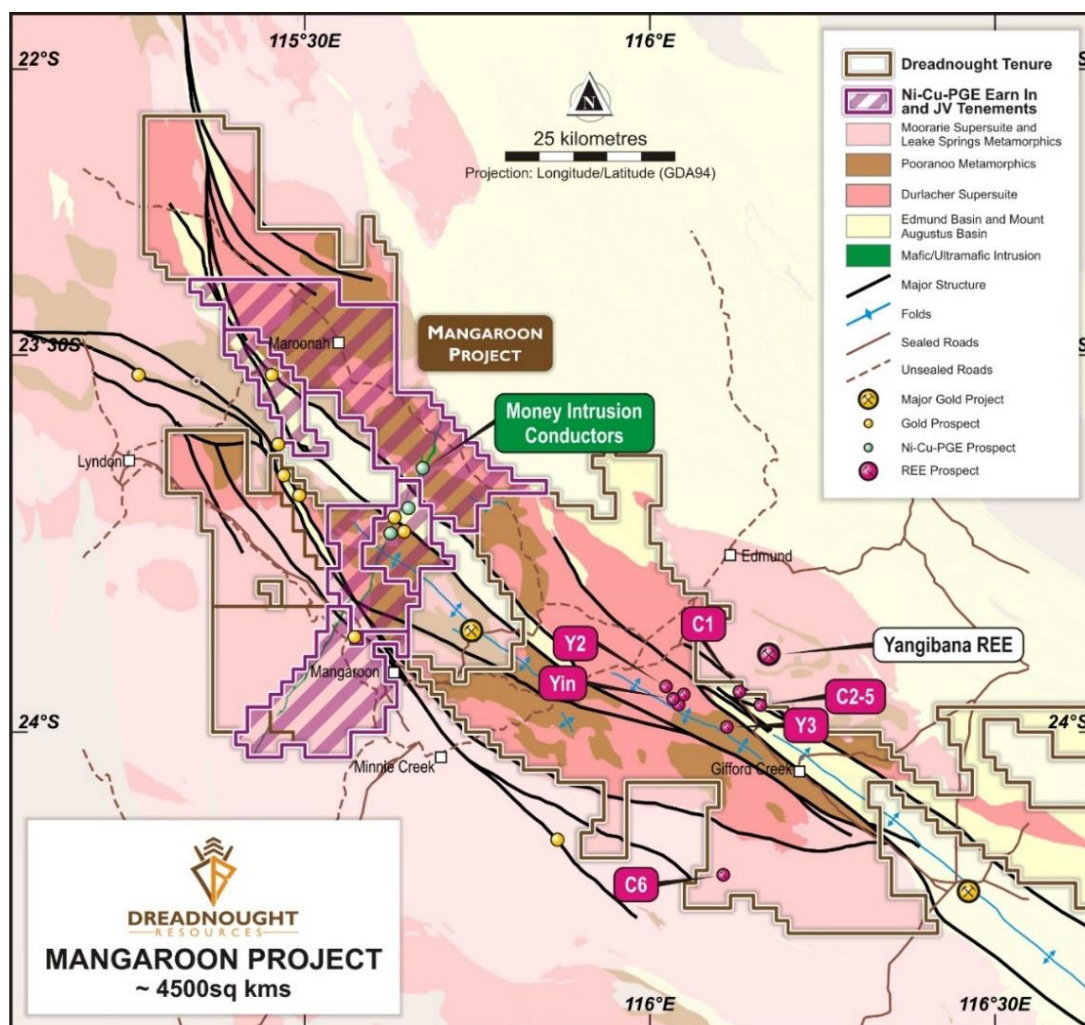 115°30E
116°E
22°S
S
N
25 kilometres
Projection: Longitude/Latitude (GDA94)
Dreadnought Tenure
Ni-Cu-PGE Earn In
and JV Tenements
Moorarie Supersuite and
Leake Springs Metamorphics
Pooranoo Metamorphics
Durlacher Supersuite
Edmund Basin and Mount
Augustus Basin
Mafic/Ultramafic Intrusion
Major Structure
Folds
Sealed Roads
Unsealed Roads
Major Gold Project
Gold Prospect
Ni-Cu-PGE Prospect
REE Prospect
23°30S
S
Maroonah
MANGAROON
PROJECT
Money Intrusion
Conductors
Lyndon
Edmund
C1
Y2
Yangibana REE
Yin
Mangaroon
C2-5
24°S
Y3
24°S
Minnie Creek
Gifford Creek
C6
DREADNOUGHT
RESOURCES
MANGAROON PROJECT
~ 4500sq kms
116°E
116°30E